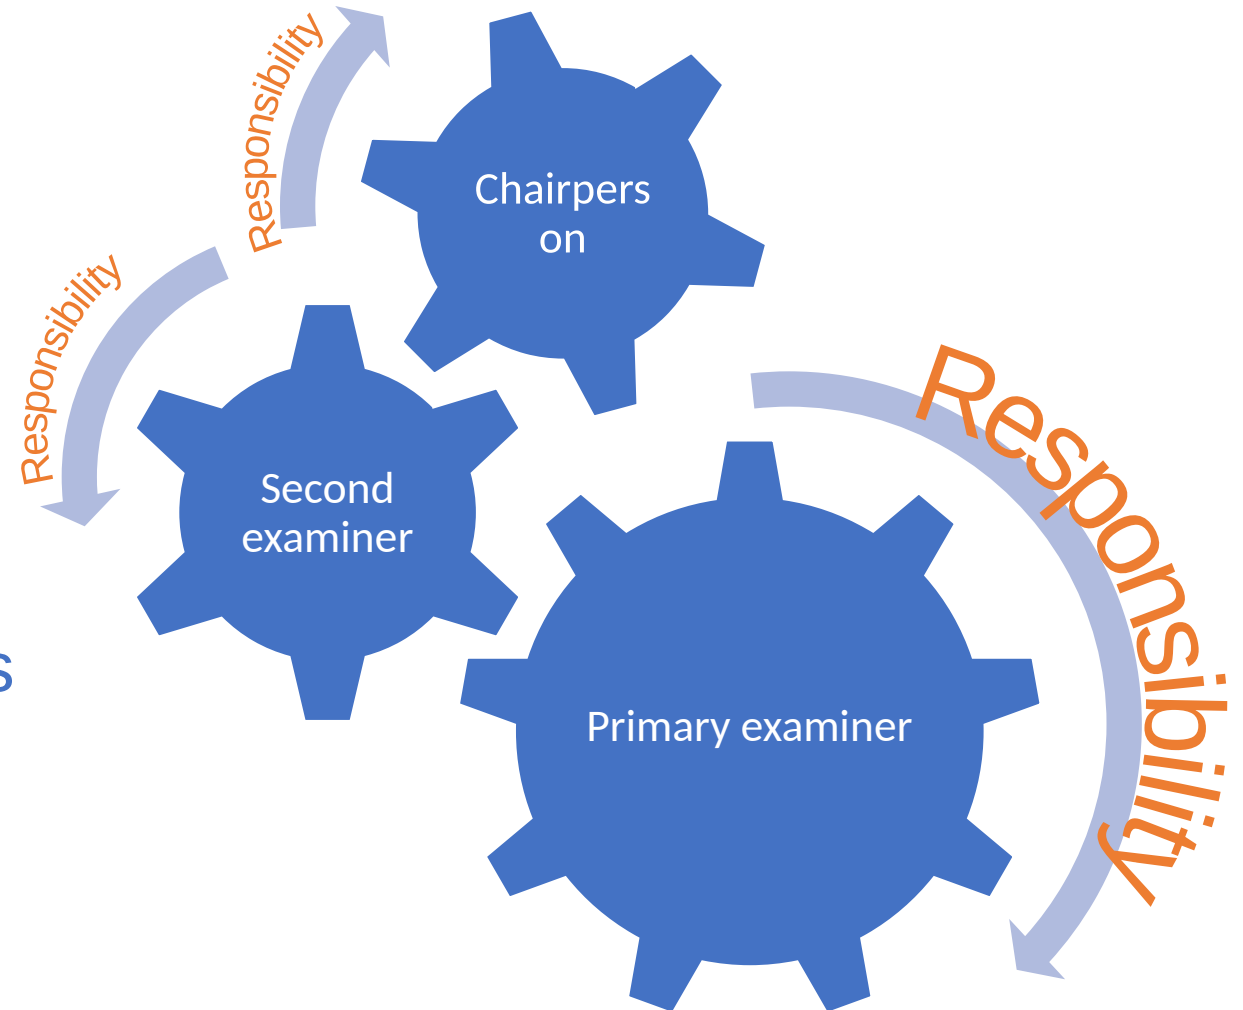 Responsibility
Chairpers
on
Responsibility
Second
examiner
Responsibility
Primary examiner
s